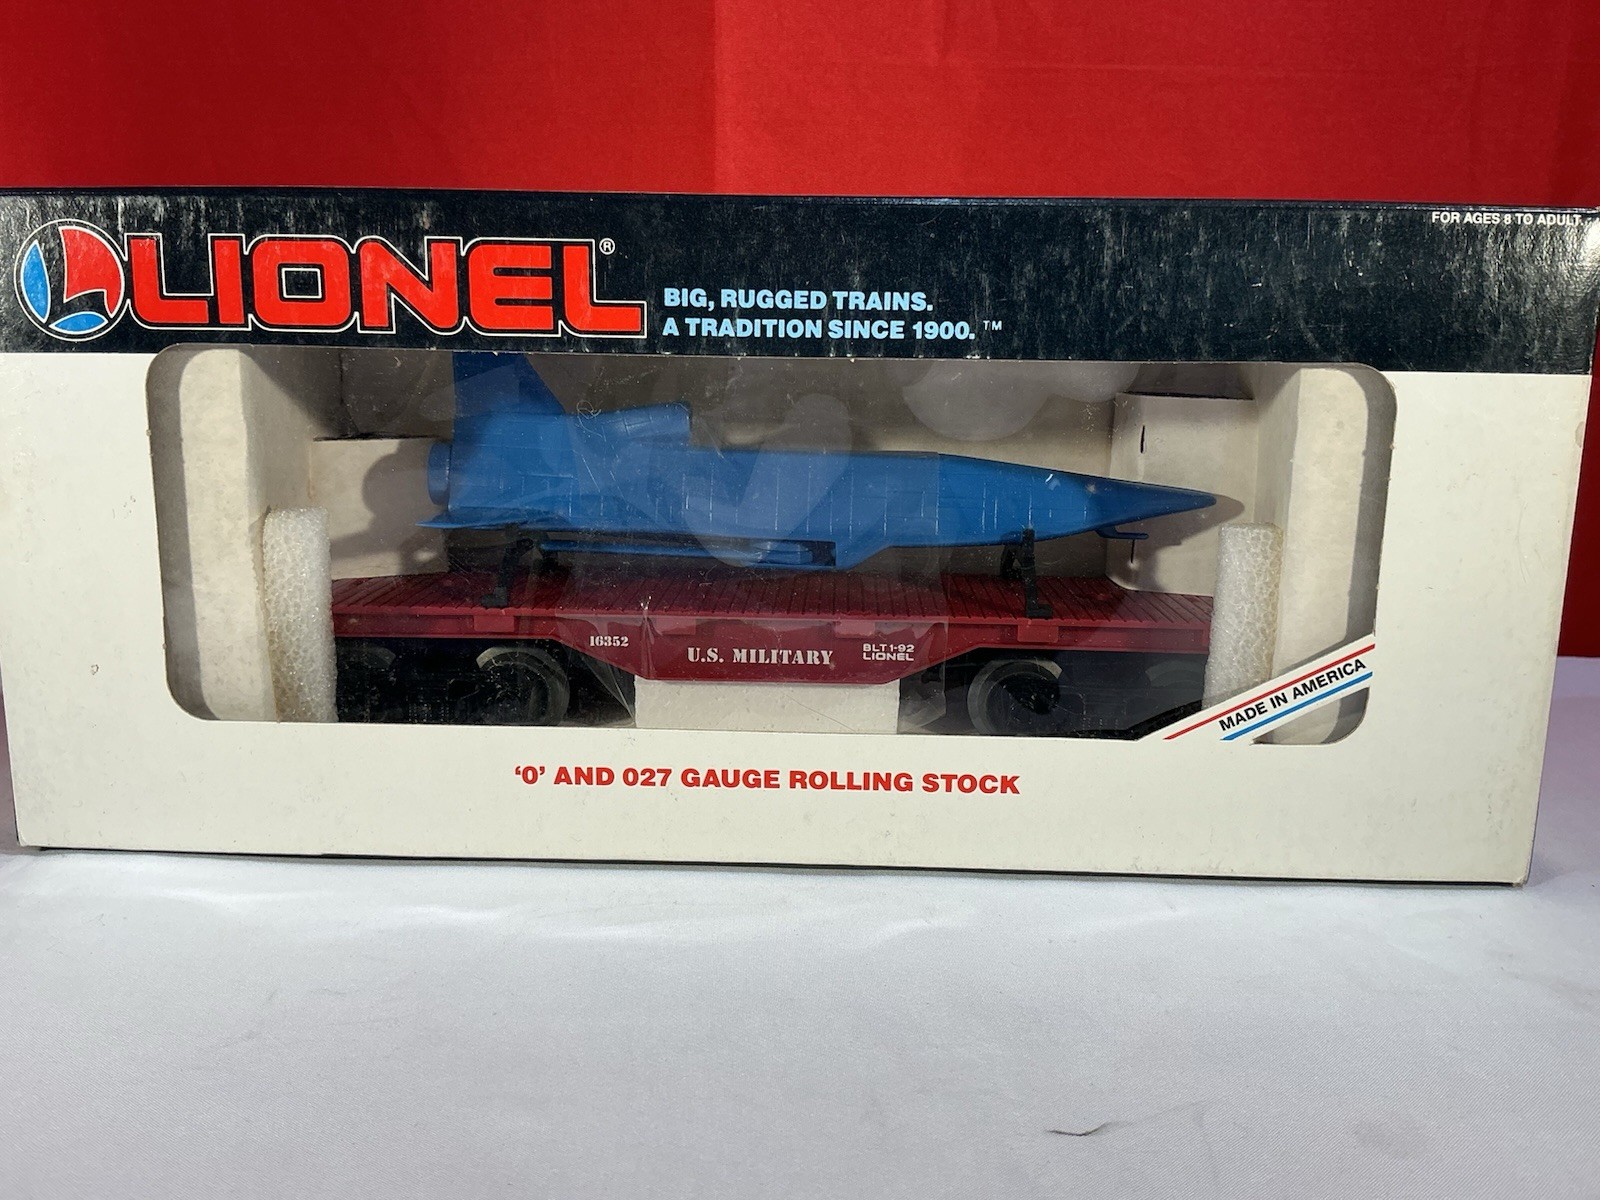 FOR AGES 8 TO ADULT
LIONEL®
BIG, RUGGED TRAINS.
A TRADITION SINCE 1900.™
16352
U.S. MILITARY
BLT 1-92
LIONEL
MADE IN AMERICA
‘O’ AND 027 GAUGE ROLLING STOCK